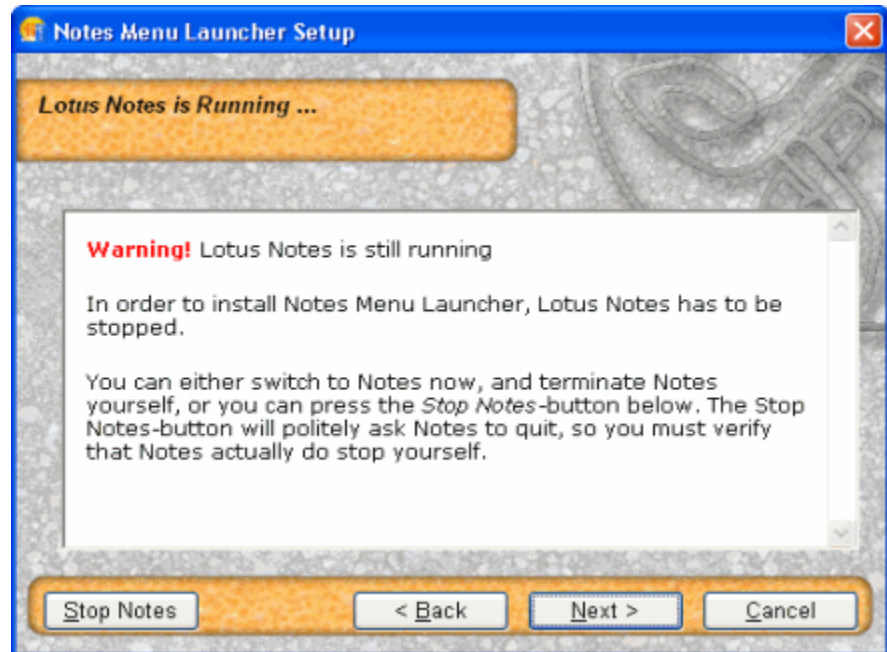 Notes Menu Launcher Setup
Lotus Notes is Running ...
Warning! Lotus Notes is still running
In order to install Notes Menu Launcher, Lotus Notes has to be
stopped.
You can either switch to Notes now, and terminate Notes
yourself, or you can press the Stop Notes-button below. The Stop
Notes-button will politely ask Notes to quit, so you must verify
that Notes actually do stop yourself.
Stop Notes < Back Next > Cancel